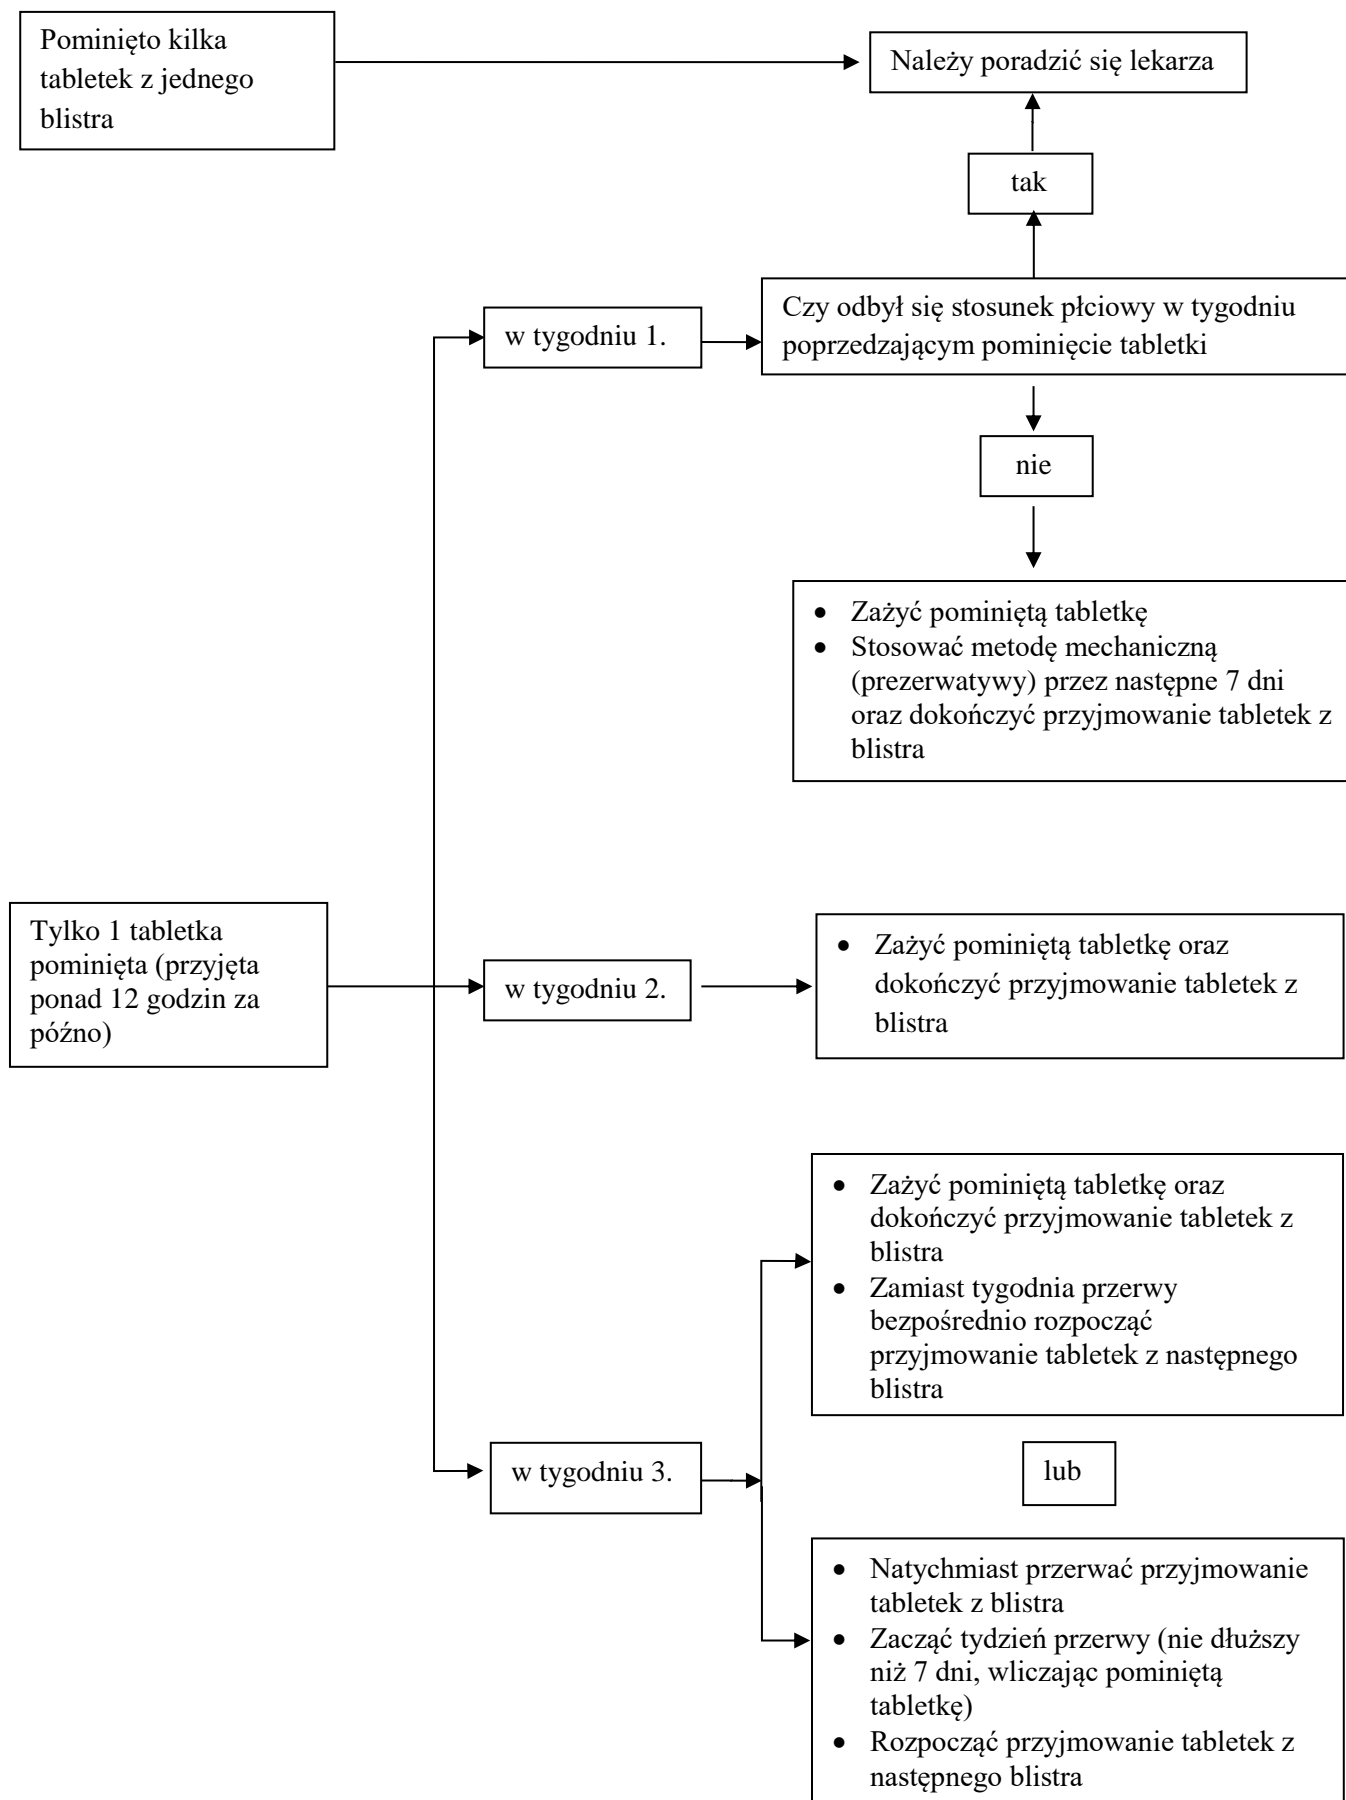 Pominięto kilka
tabletek z jednego
blistra
Należy poradzić się lekarza
tak
w tygodniu 1.
Czy odbył się stosunek płciowy w tygodniu
poprzedzającym pominięcie tabletki
nie
• Zażyć pominiętą tabletkę
• Stosować metodę mechaniczną
(prezerwatywy) przez następne 7 dni
oraz dokończyć przyjmowanie tabletek z
blistra
Tylko 1 tabletka
pominięta (przyjęta
ponad 12 godzin za
późno)
w tygodniu 2.
• Zażyć pominiętą tabletkę oraz
dokończyć przyjmowanie tabletek z
blistra
• Zażyć pominiętą tabletkę oraz
dokończyć przyjmowanie tabletek z
blistra
• Zamiast tygodnia przerwy
bezpośrednio rozpocząć
przyjmowanie tabletek z następnego
blistra
w tygodniu 3.
lub
• Natychmiast przerwać przyjmowanie
tabletek z blistra
• Zacząć tydzień przerwy (nie dłuższy
niż 7 dni, wliczając pominiętą
tabletkę)
• Rozpocząć przyjmowanie tabletek z
następnego blistra